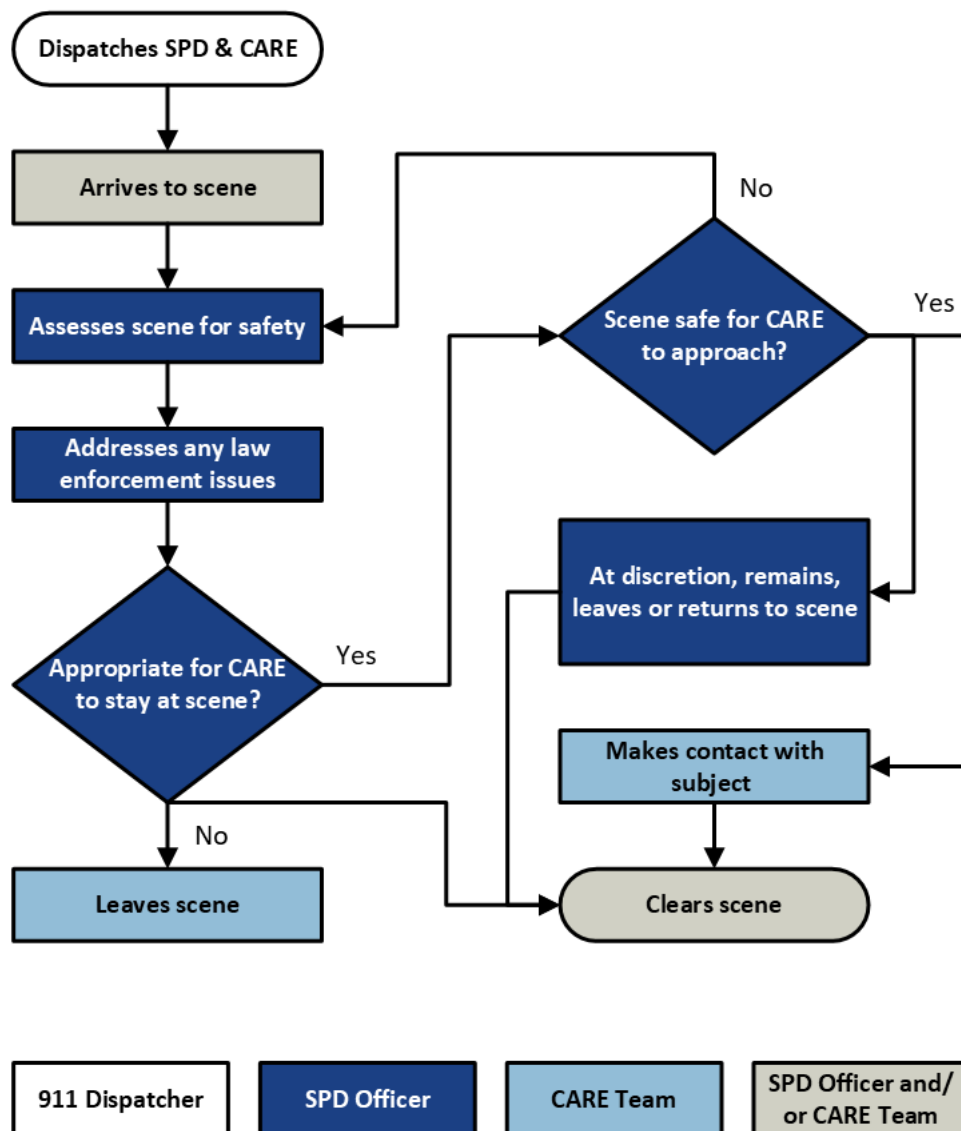 Dispatches SPD & CARE
Arrives to scene
No
Assesses scene for safety
Scene safe for CARE
to approach?
Yes
Addresses any law
enforcement issues
At discretion, remains,
leaves or returns to scene
Appropriate for CARE
to stay at scene?
Yes
Makes contact with
subject
No
Leaves scene
Clears scene
911 Dispatcher
SPD Officer
CARE Team
SPD Officer and/
or CARE Team